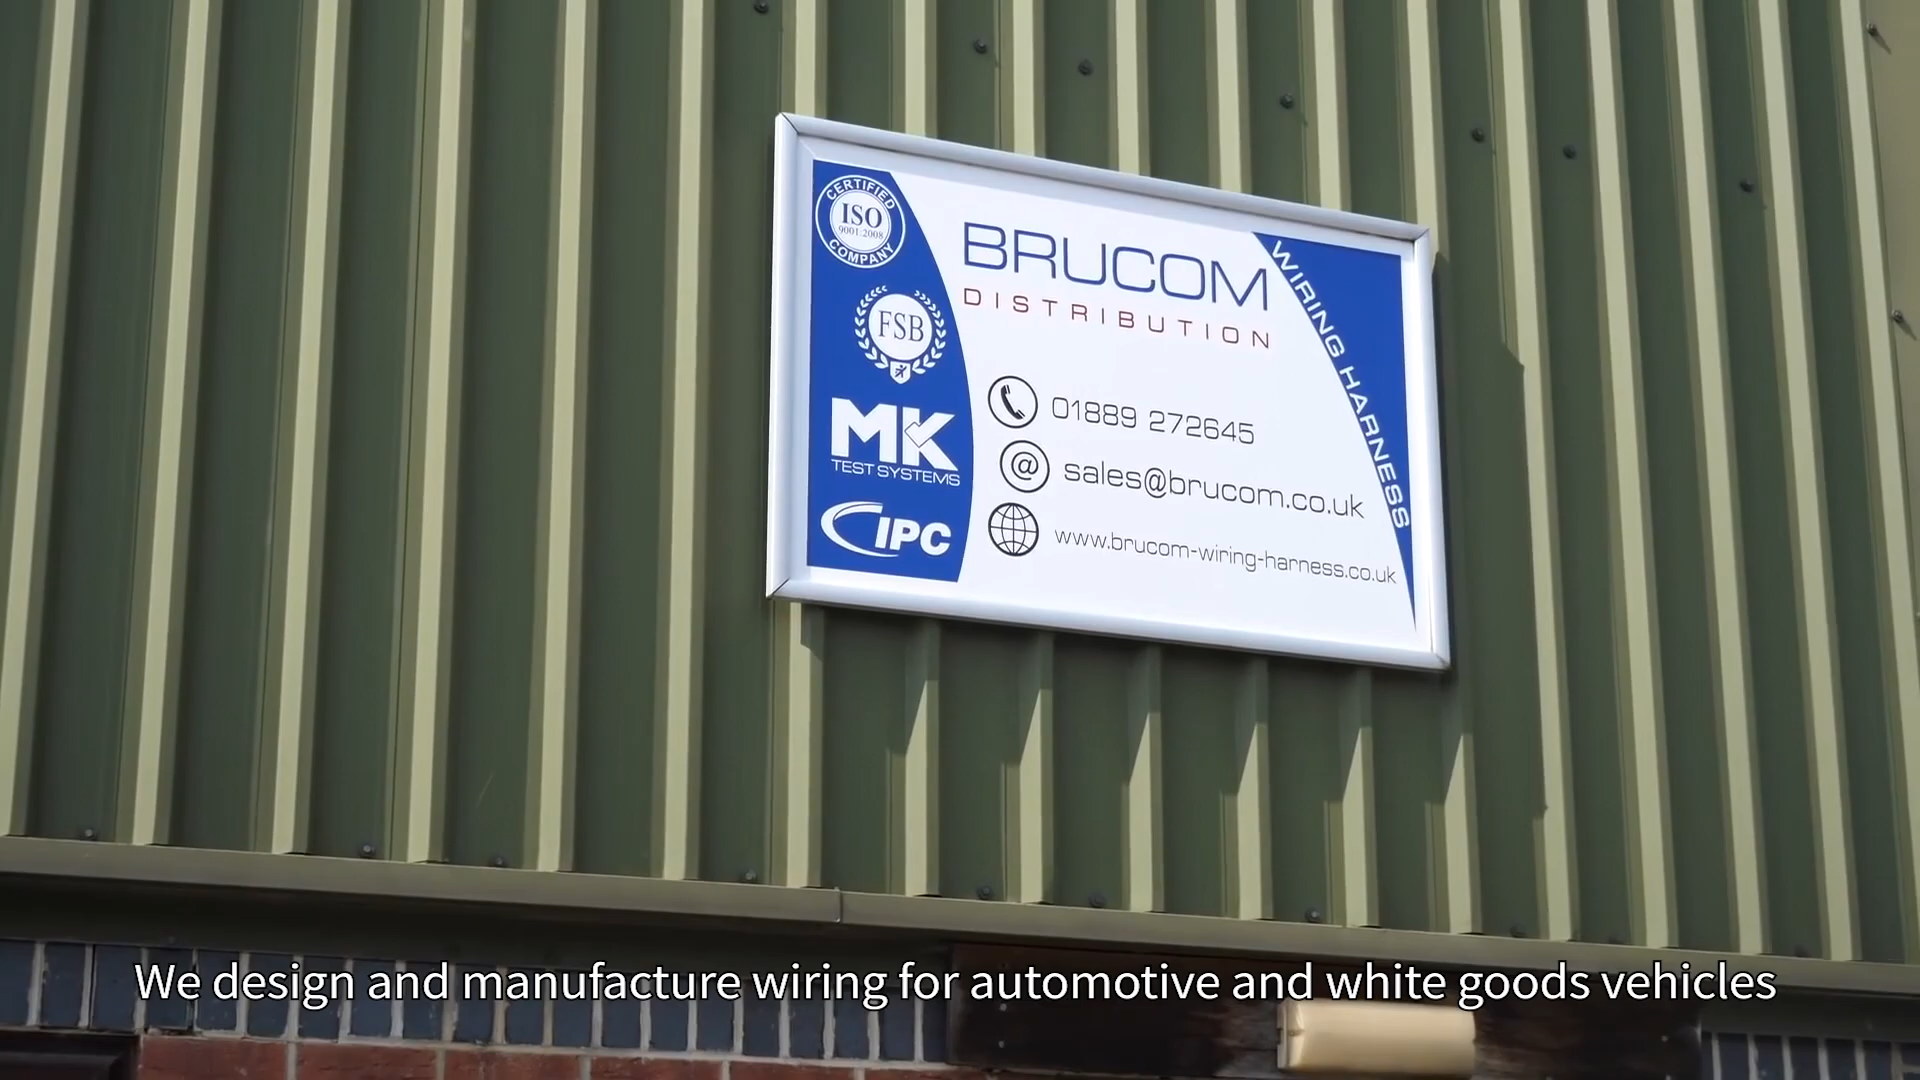 CERTIFIED
ISO
9001:2008
COMPANY
FSB
MK
TEST SYSTEMS
IPC
BRUCOM
DISTRIBUTION
01889 272645
sales@brucom.co.uk
www.brucom-wiring-harness.co.uk
WIRING HARNESS
We design and manufacture wiring for automotive and white goods vehicles